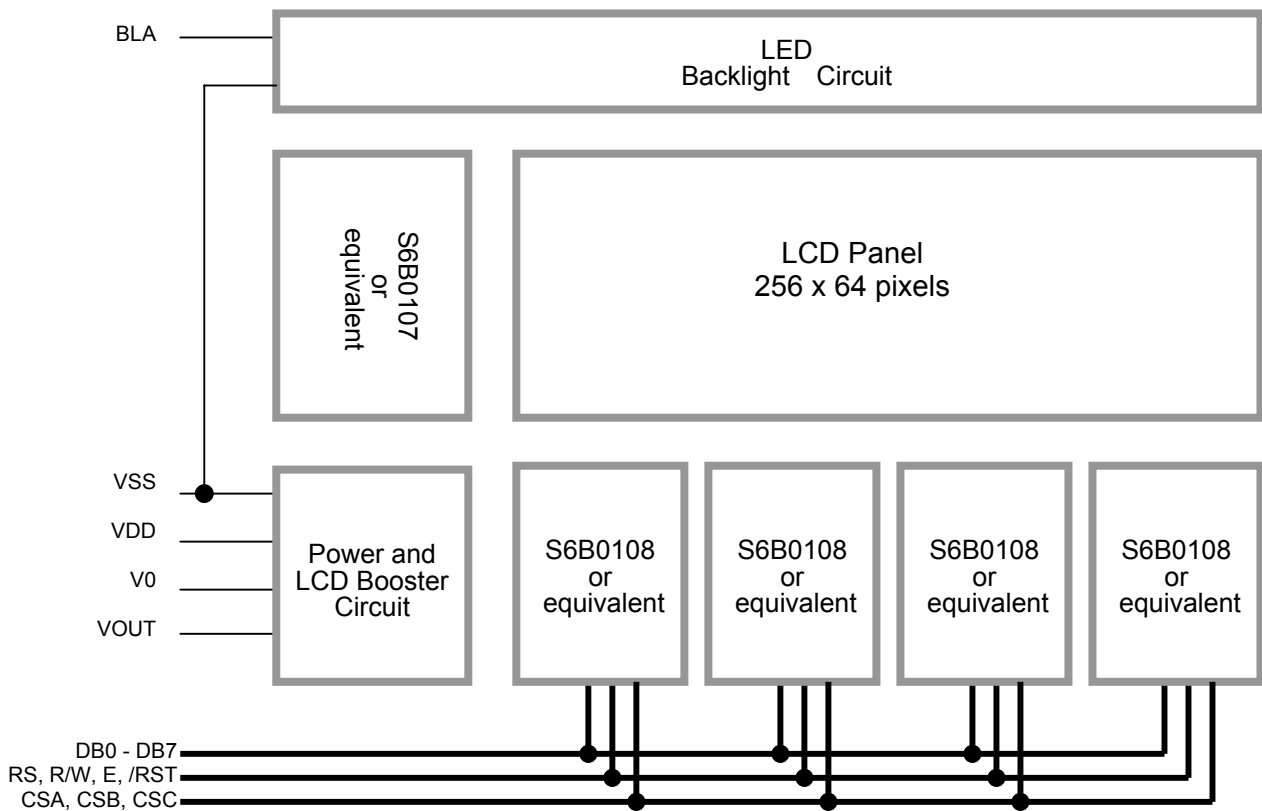 BLA
LED
Backlight Circuit
S6B0107
or
equivalent
LCD Panel
256 x 64 pixels
VSS
VDD
V0
VOUT
Power and
LCD Booster
Circuit
S6B0108
or
equivalent
S6B0108
or
equivalent
S6B0108
or
equivalent
S6B0108
or
equivalent
DB0 - DB7
RS, R/W, E, /RST
CSA, CSB, CSC